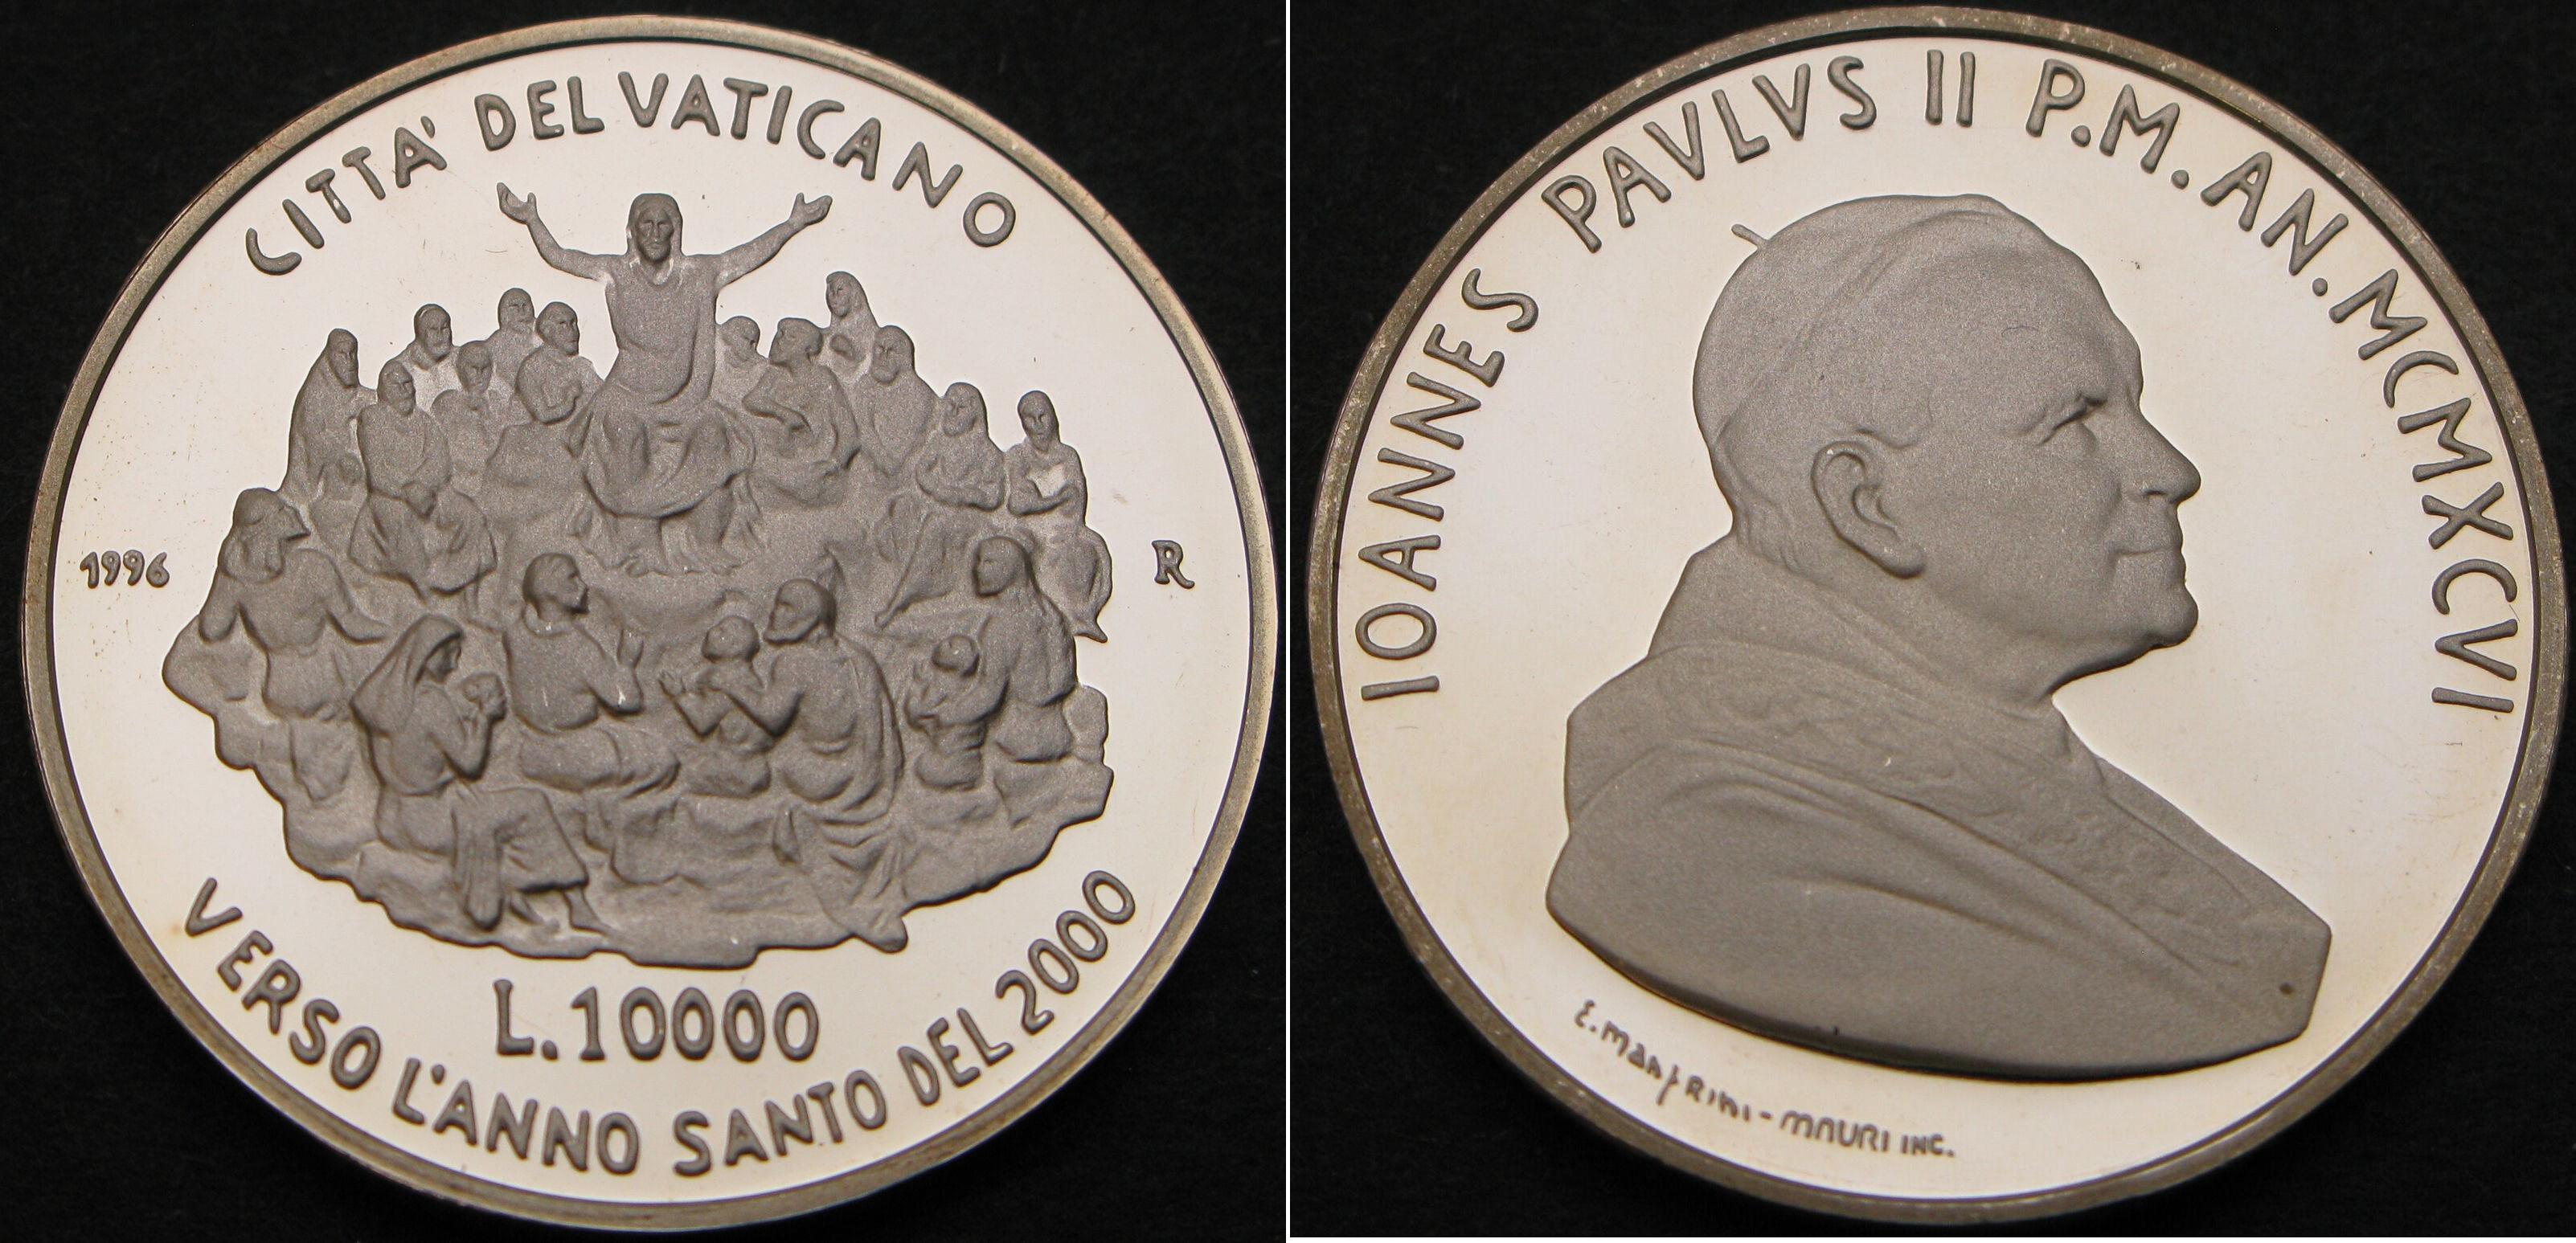 CITTA' DEL VATICANO
1996
R
L.10000
VERSO L'ANNO SANTO DEL 2000
IOANNES PAVLVS II P.M. AN. MCMXCVI
E. MANFRINI - MAURI INC.